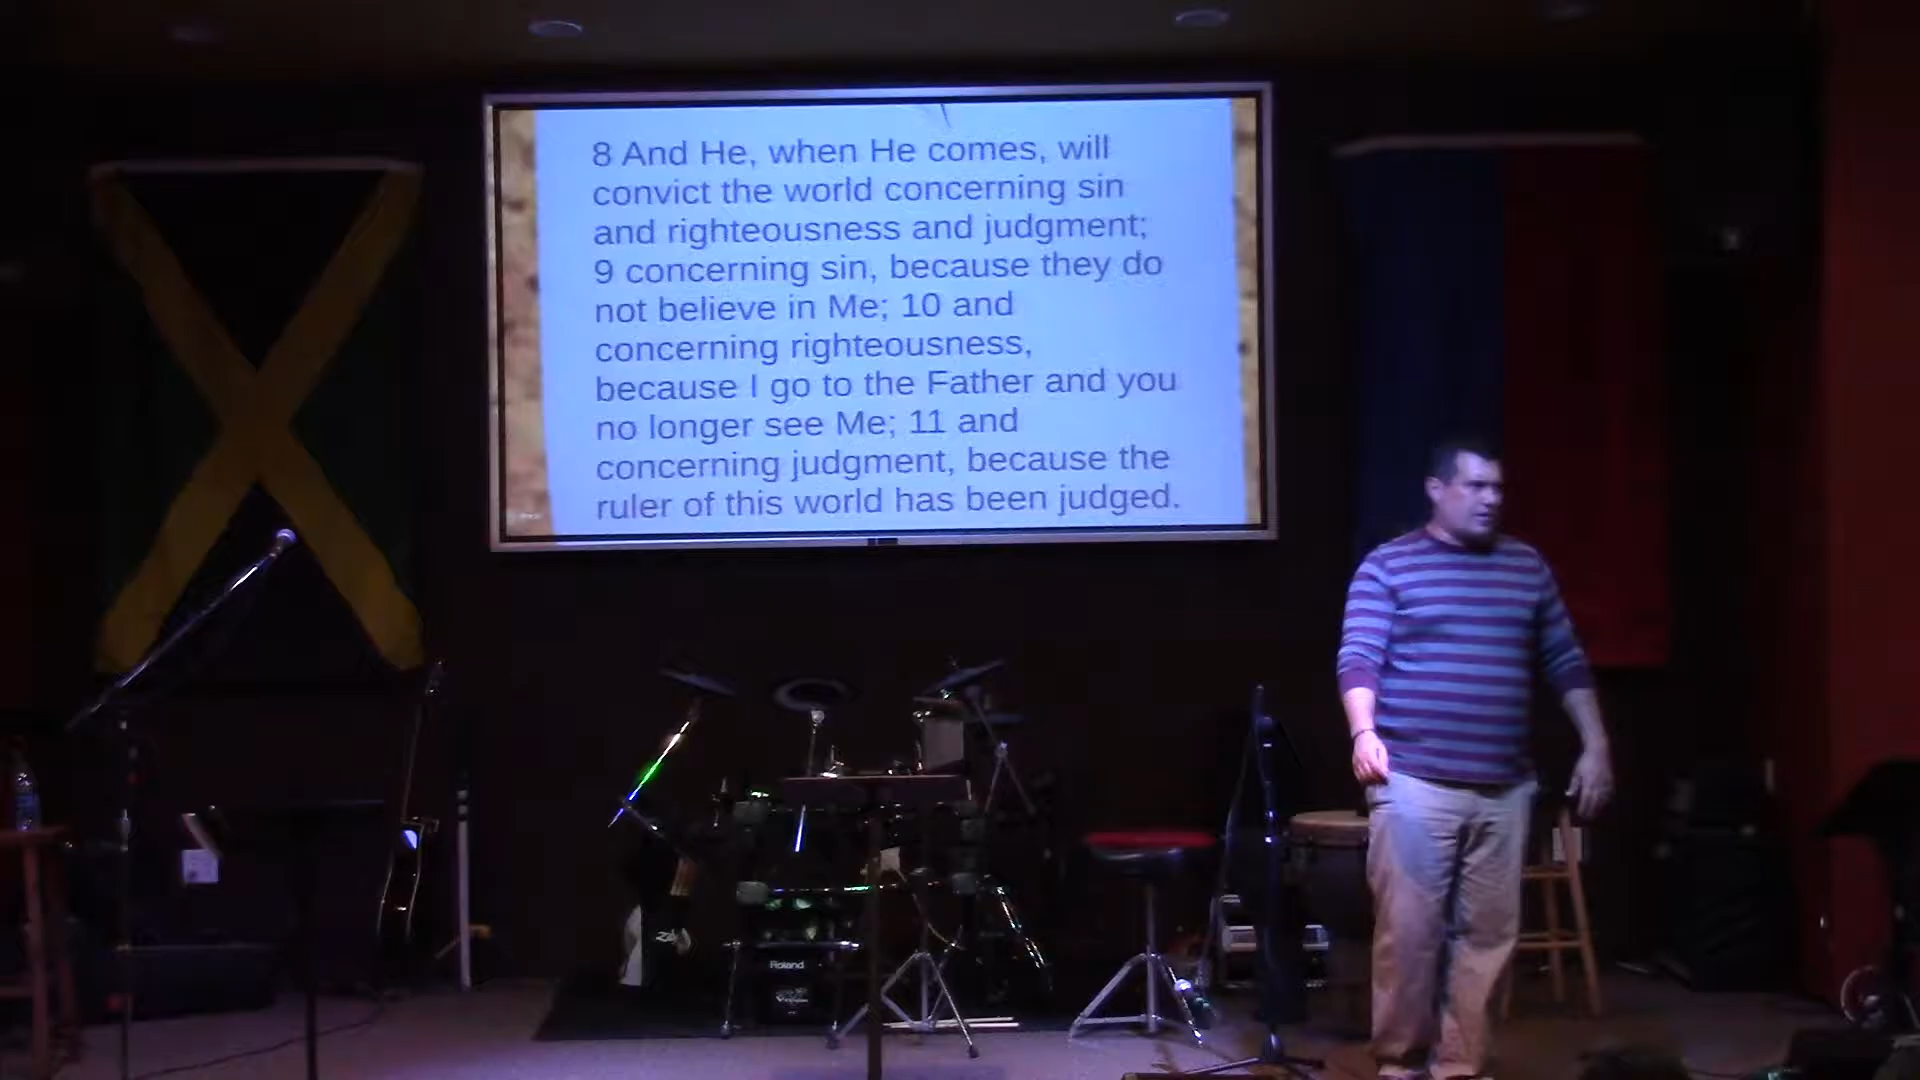 8 And He, when He comes, will
convict the world concerning sin
and righteousness and judgment;
9 concerning sin, because they do
not believe in Me; 10 and
concerning righteousness,
because I go to the Father and you
no longer see Me; 11 and
concerning judgment, because the
ruler of this world has been judged.
Roland